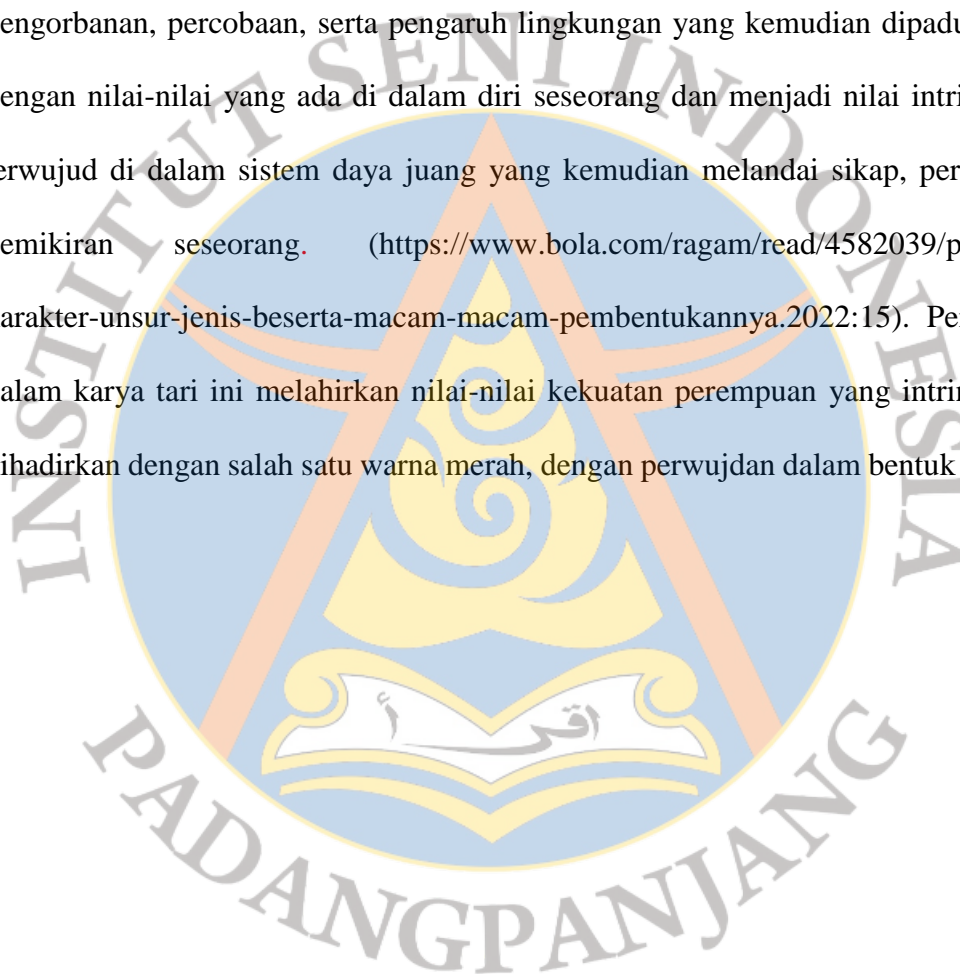 engorbanan, percobaan, serta pengaruh lingkungan yang kemudian dipadu
engan nilai-nilai yang ada di dalam diri seseorang dan menjadi nilai intri
erwujud di dalam sistem daya juang yang kemudian melandai sikap, per
emikiran seseorang. (https://www.bola.com/ragam/read/4582039/p
arakter-unsur-jenis-beserta-macam-macam-pembentukannya.2022:15). Pe
alam karya tari ini melahirkan nilai-nilai kekuatan perempuan yang intrin
ihadirkan dengan salah satu warna merah, dengan perwujdan dalam bentuk
INSTITUT SENI INDONESIA
اقرأ
PADANGPANJANG